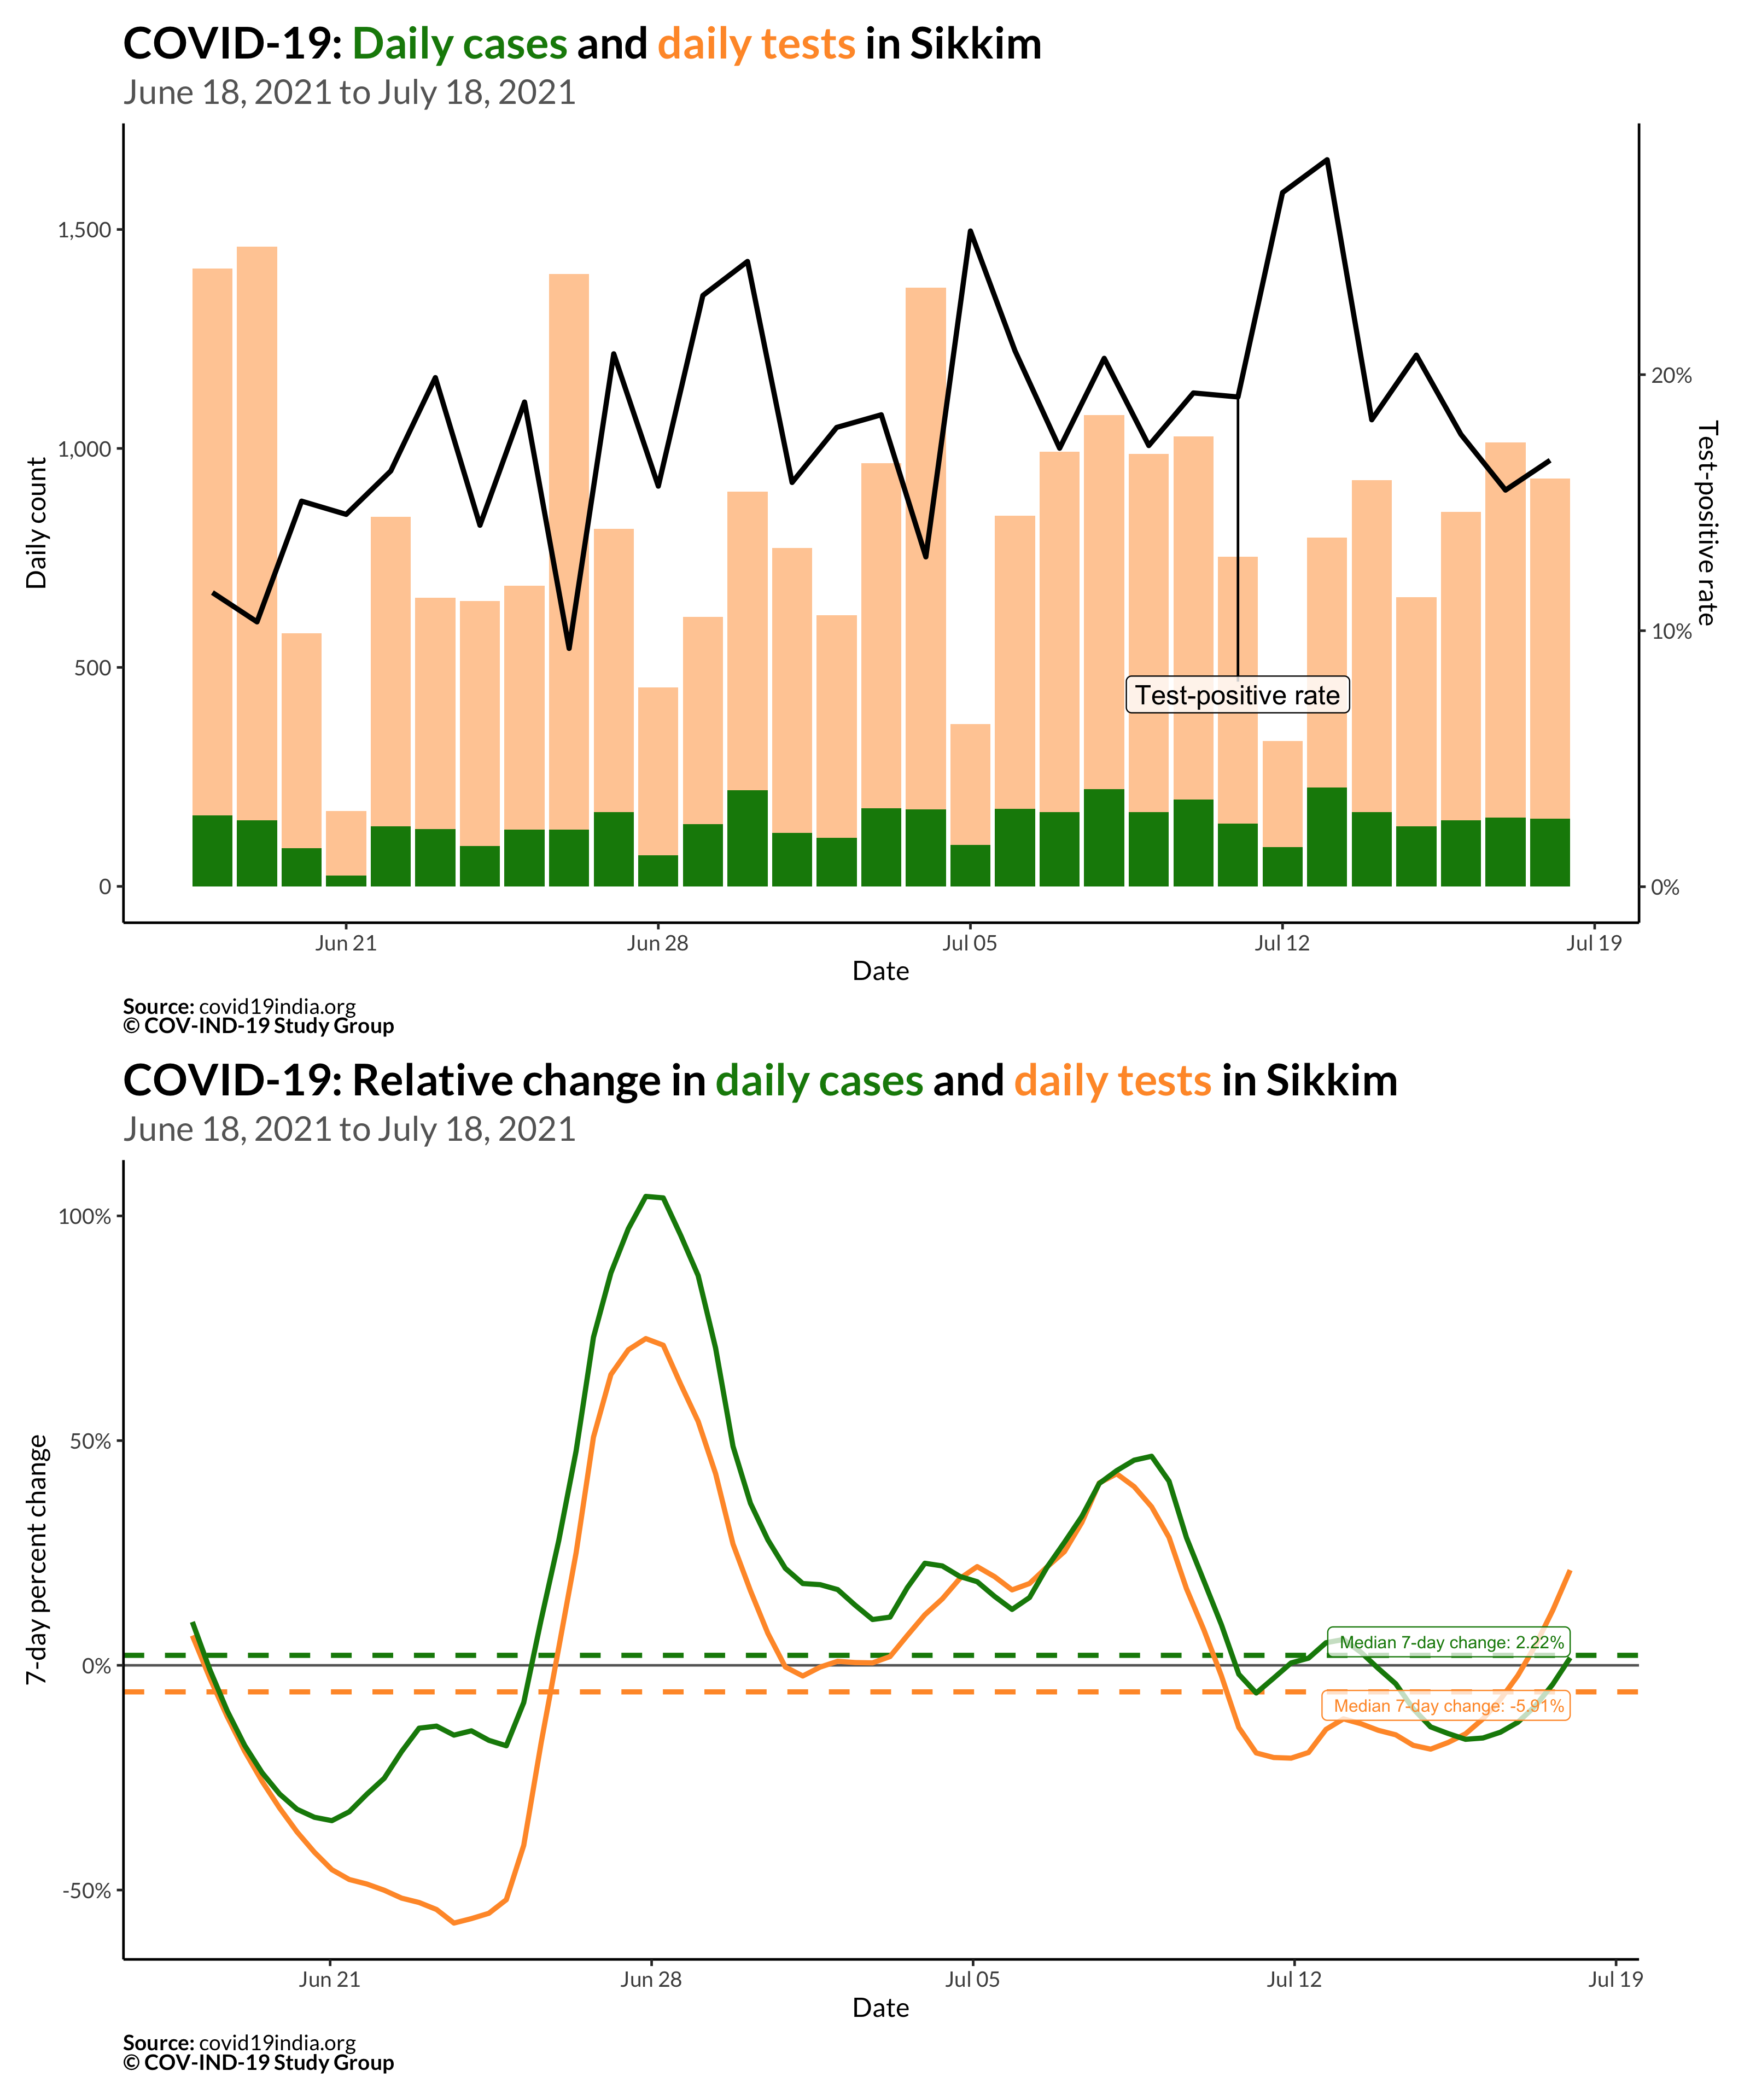 COVID-19: Daily cases and daily tests in Sikkim
June 18, 2021 to July 18, 2021
1,500
1,000
500
0
Daily count
20%
10%
0%
Test-positive rate
Test-positive rate
Jun 21
Jun 28
Jul 05
Jul 12
Jul 19
Date
Source: covid19india.org
© COV-IND-19 Study Group
COVID-19: Relative change in daily cases and daily tests in Sikkim
June 18, 2021 to July 18, 2021
100%
50%
0%
-50%
7-day percent change
Median 7-day change: 2.22%
Median 7-day change: -5.91%
Jun 21
Jun 28
Jul 05
Jul 12
Jul 19
Date
Source: covid19india.org
© COV-IND-19 Study Group